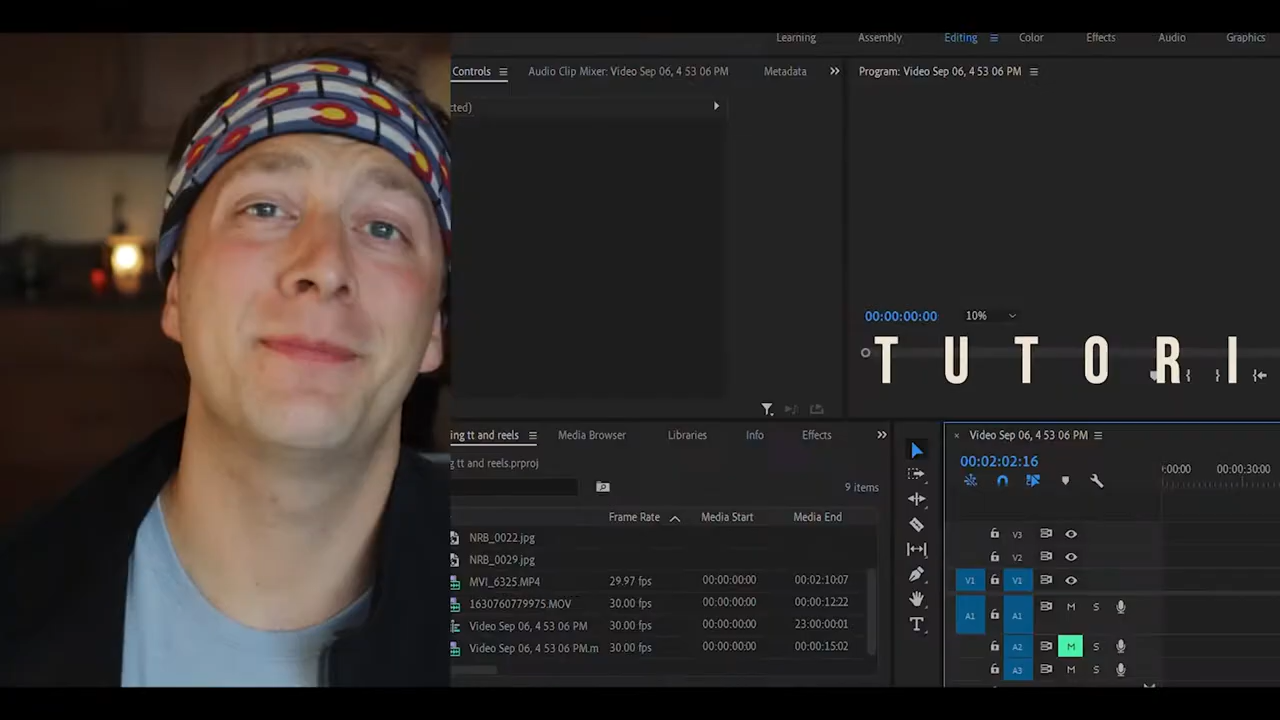 Learning Assembly Editing Color Effects Audio Graphics
Controls Audio Clip Mixer: Video Sep 06, 4 53 06 PM Metadata Program: Video Sep 06, 4 53 06 PM
cted)
00:00:00:00 10%
TUTORI
ing tt and reels Media Browser Libraries Info Effects
Video Sep 06, 4 53 06 PM
g tt and reels.prproj
00:02:02:16
:00:00 00:00:30:00
9 items
Frame Rate Media Start Media End
NRB_0022.jpg
NRB_0029.jpg
MVI_6325.MP4 29.97 fps 00:00:00:00 00:02:10:07
1630760779975.MOV 30.00 fps 00:00:00:00 00:00:12:22
Video Sep 06, 4 53 06 PM 30.00 fps 00:00:00:00 23:00:00:01
Video Sep 06, 4 53 06 PM.m 30.00 fps 00:00:00:00 00:00:15:02
T
V3
V2
V1 V1
A1 A1 M S
A2 M S
A3 M S